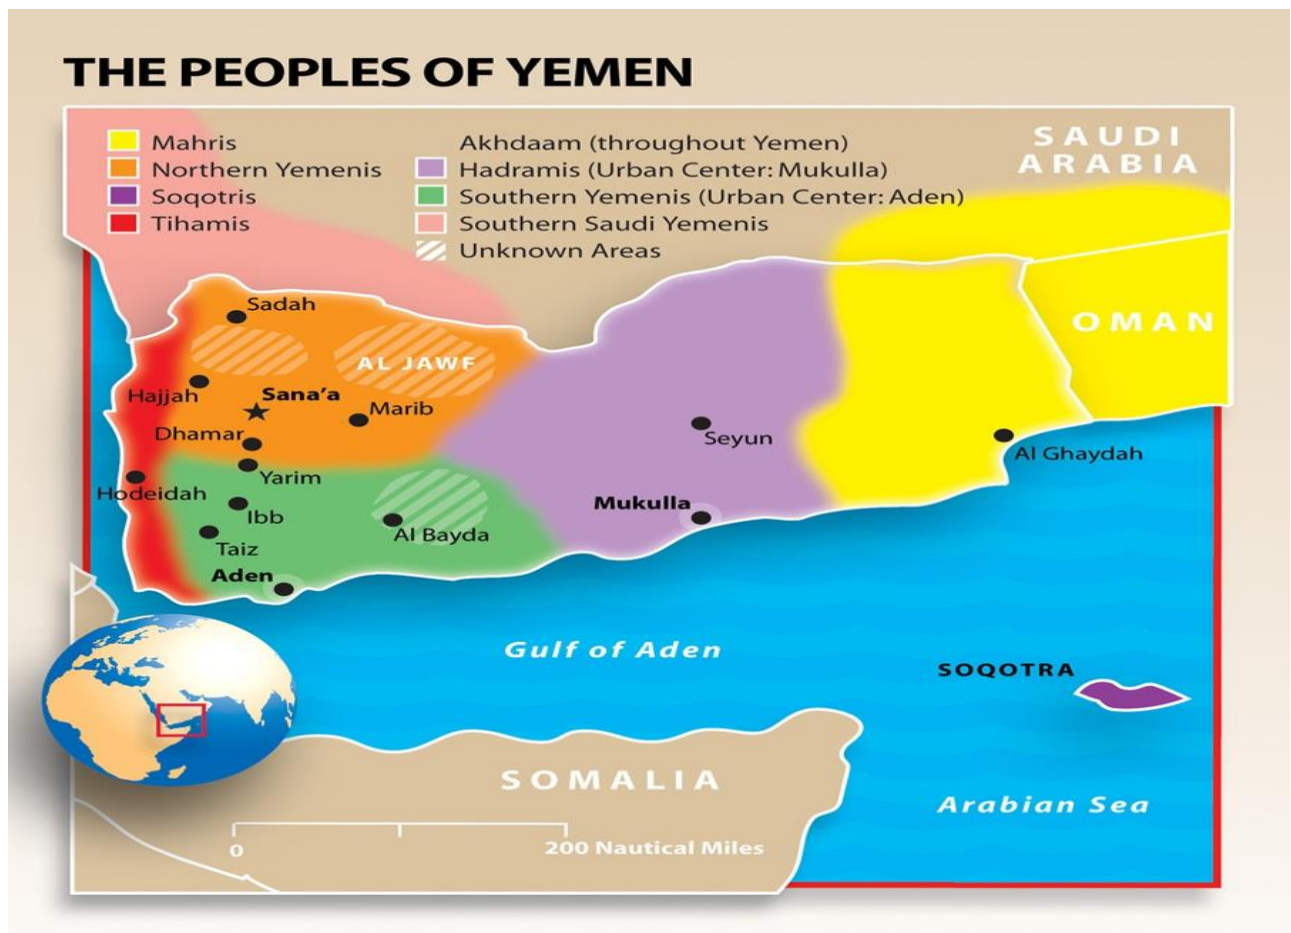 THE PEOPLES OF YEMEN
Mahris
Northern Yemenis
Soqotris
Tihamis
Akhdaam (throughout Yemen)
Hadramis (Urban Center: Mukulla)
Southern Yemenis (Urban Center: Aden)
Southern Saudi Yemenis
Unknown Areas
SAUDI
ARABIA
OMAN
Sadah
AL JAWF
Hajjah
Sana'a
Marib
Dhamar
Seyun
Al Ghaydah
Yarim
Hodeidah
Mukulla
Ibb
Al Bayda
Taiz
Aden
Gulf of Aden
SOQOTRA
SOMALIA
Arabian Sea
0
200 Nautical Miles